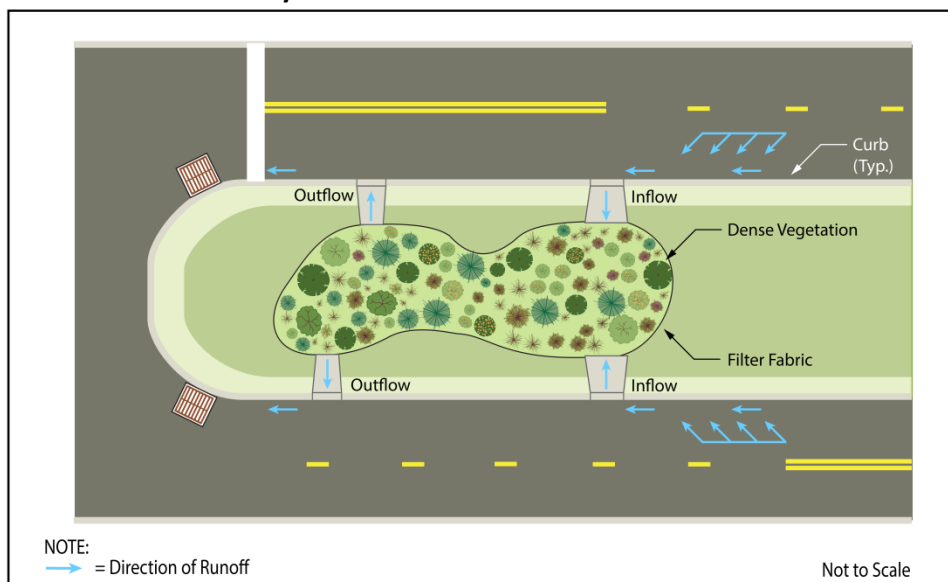 Curb
(Typ.)
Outflow
Inflow
Dense Vegetation
Filter Fabric
Outflow
Inflow
NOTE:
= Direction of Runoff
Not to Scale